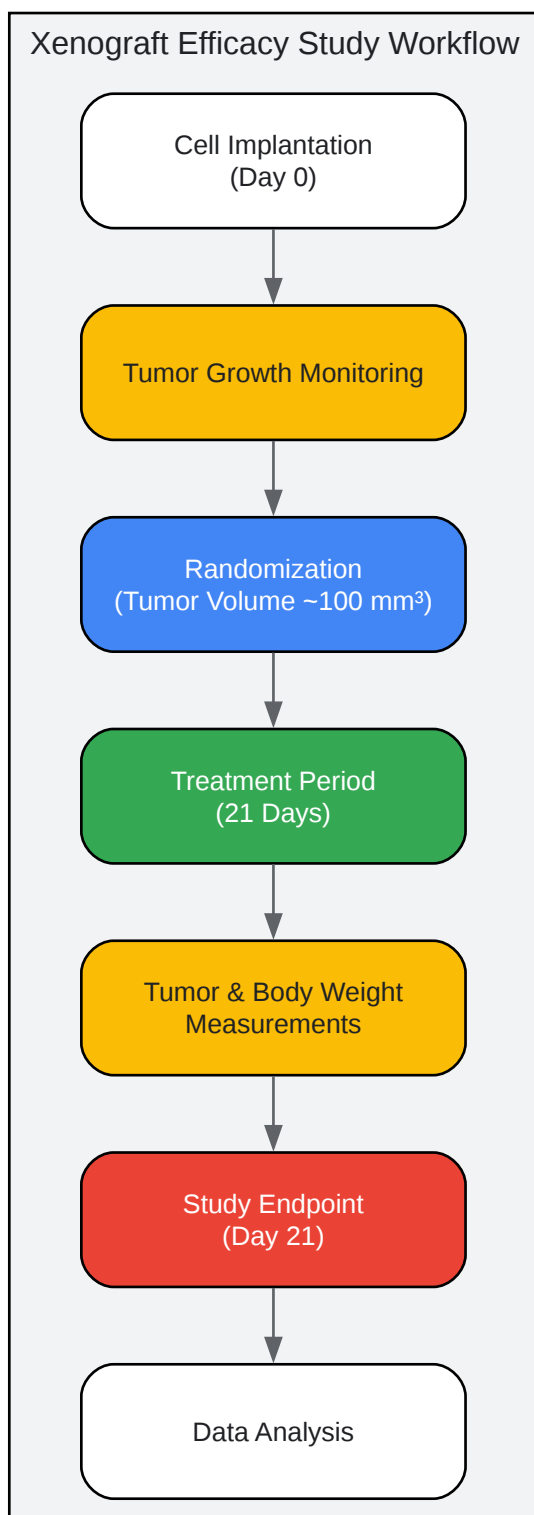 Xenograft Efficacy Study Workflow
Cell Implantation
(Day 0)
Tumor Growth Monitoring
Randomization
(Tumor Volume ~100 mm³)
Treatment Period
(21 Days)
Tumor & Body Weight
Measurements
Study Endpoint
(Day 21)
Data Analysis